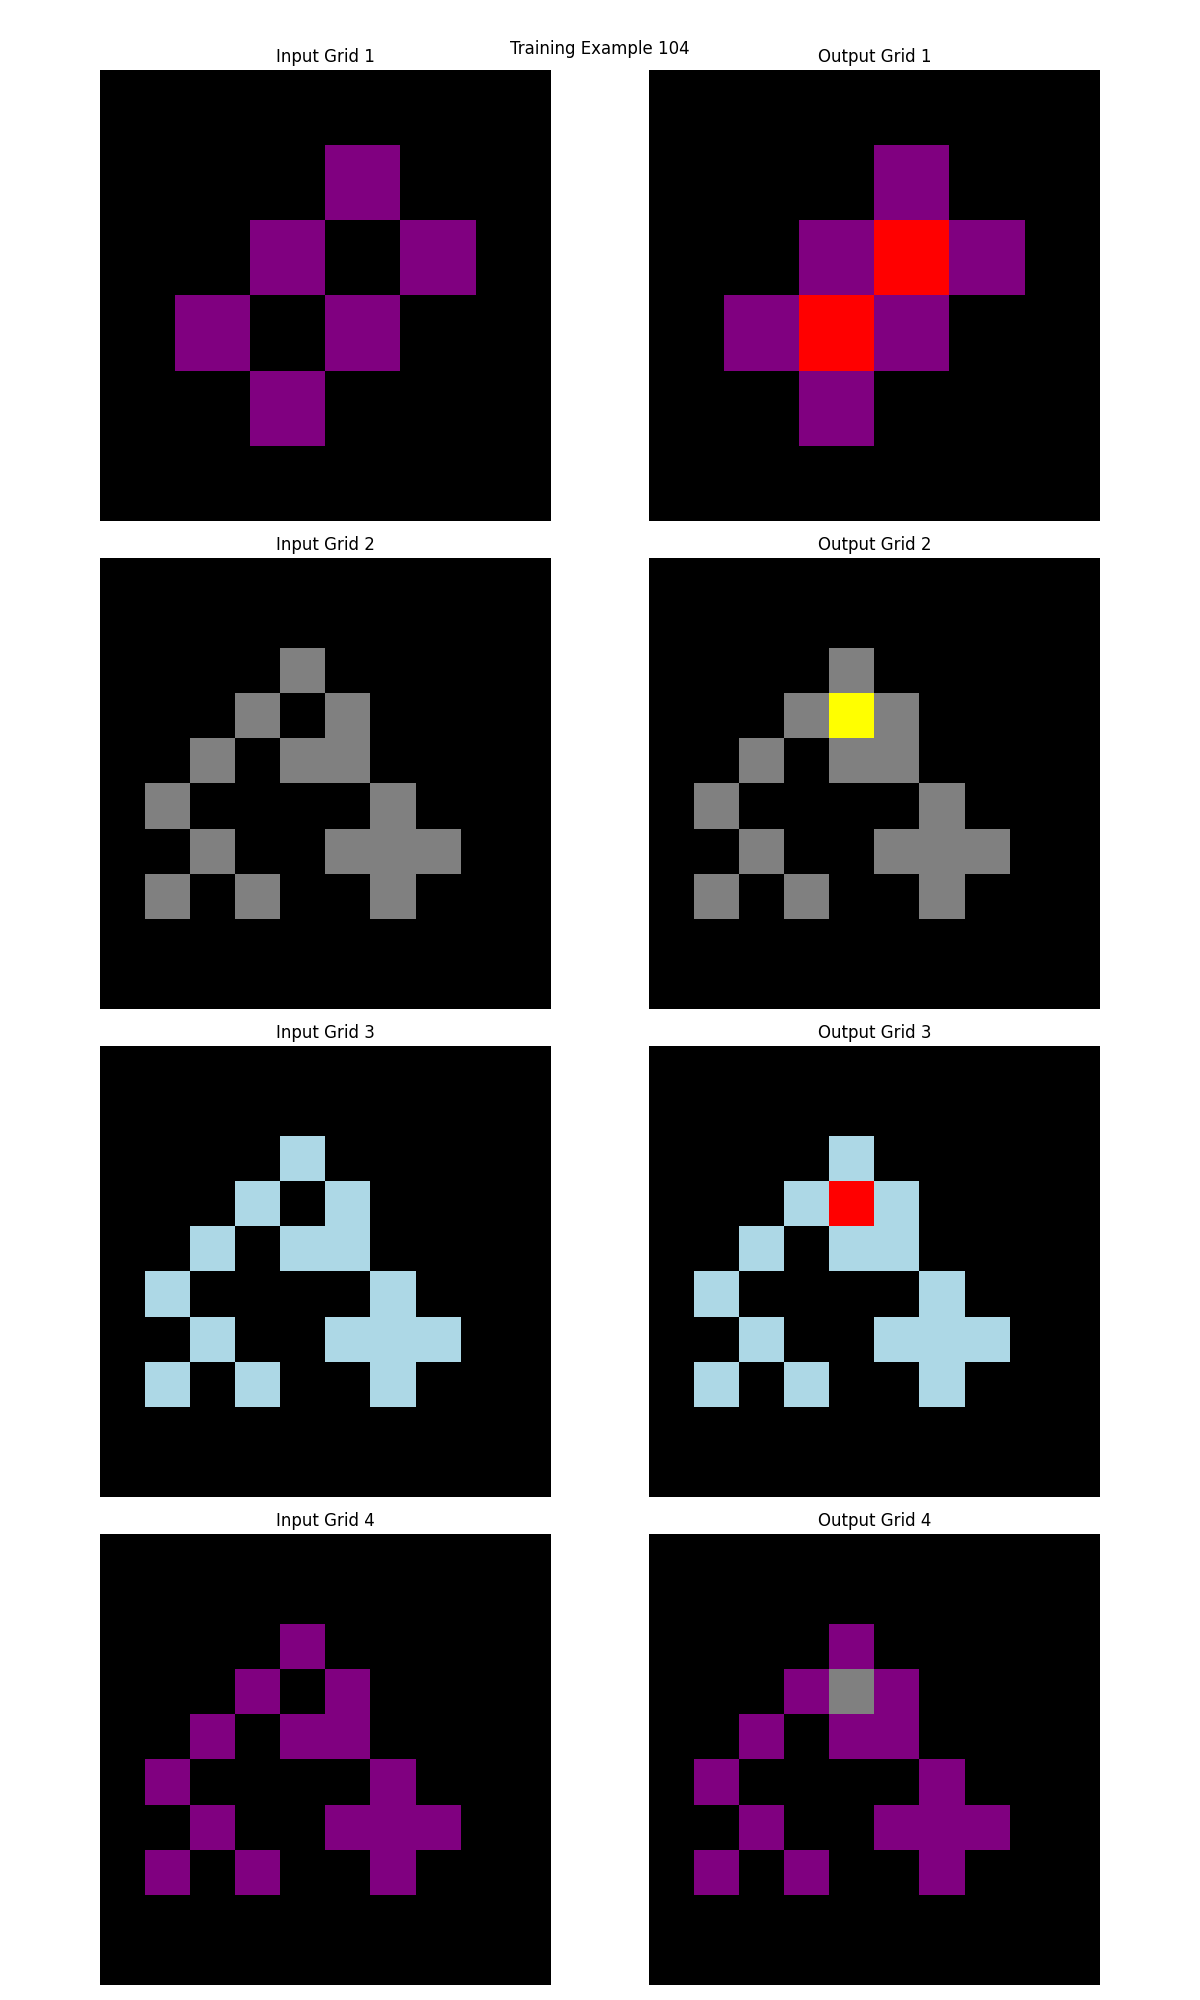 Training Example 104
Input Grid 1
Output Grid 1
Input Grid 2
Output Grid 2
Input Grid 3
Output Grid 3
Input Grid 4
Output Grid 4